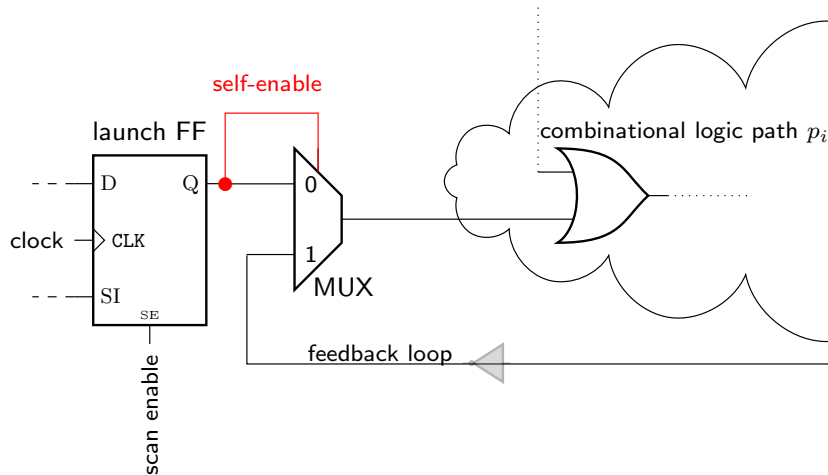 self-enable
launch FF
combinational logic path pᵢ
D
Q
0
clock
CLK
1
SI
MUX
SE
feedback loop
scan enable